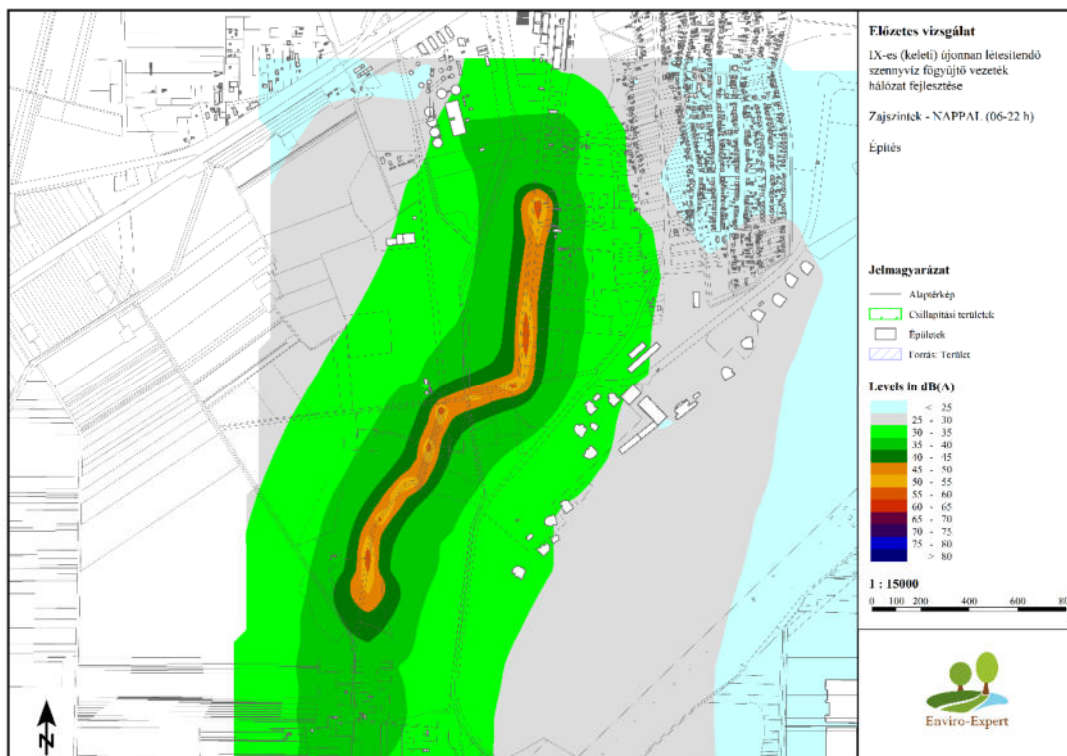 Előzetes vizsgálat
IX-es (keleti) újonnan létesítendő
szennyvíz főgyűjtő vezeték
hálózat fejlesztése
Zajszintek - NAPPAL (06-22 h)
Építés
Jelmagyarázat
Alaptérkép
Csillapítási területek
Épületek
Forrás: Terület
Levels in dB(A)
< 25
25 - 30
30 - 35
35 - 40
40 - 45
45 - 50
50 - 55
55 - 60
60 - 65
65 - 70
70 - 75
75 - 80
> 80
1 : 15000
0 100 200 400 600
Enviro-Expert
N